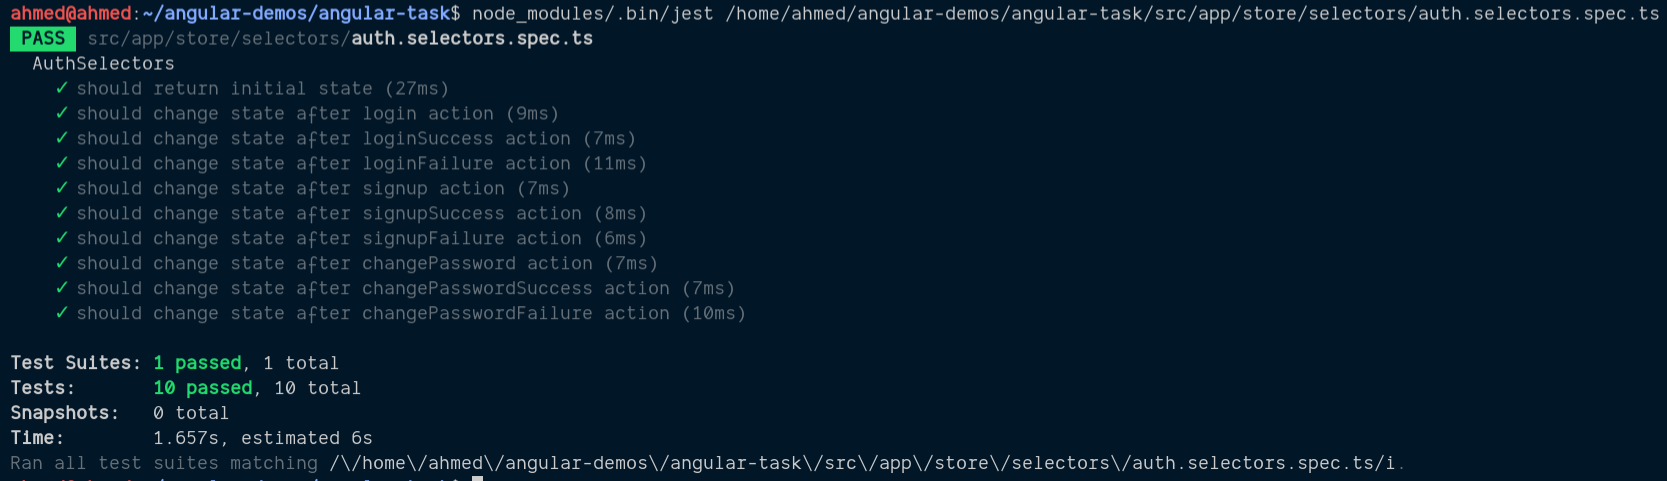 ahmed@ahmed:~/angular-demos/angular-task$ node_modules/.bin/jest /home/ahmed/angular-demos/angular-task/src/app/store/selectors/auth.selectors.spec.ts
PASS src/app/store/selectors/auth.selectors.spec.ts
AuthSelectors
✓ should return initial state (27ms)
✓ should change state after login action (9ms)
✓ should change state after loginSuccess action (7ms)
✓ should change state after loginFailure action (11ms)
✓ should change state after signup action (7ms)
✓ should change state after signupSuccess action (8ms)
✓ should change state after signupFailure action (6ms)
✓ should change state after changePassword action (7ms)
✓ should change state after changePasswordSuccess action (7ms)
✓ should change state after changePasswordFailure action (10ms)
Test Suites: 1 passed, 1 total
Tests: 10 passed, 10 total
Snapshots: 0 total
Time: 1.657s, estimated 6s
Ran all test suites matching /\/home\/ahmed\/angular-demos\/angular-task\/src\/app\/store\/selectors\/auth.selectors.spec.ts/i.